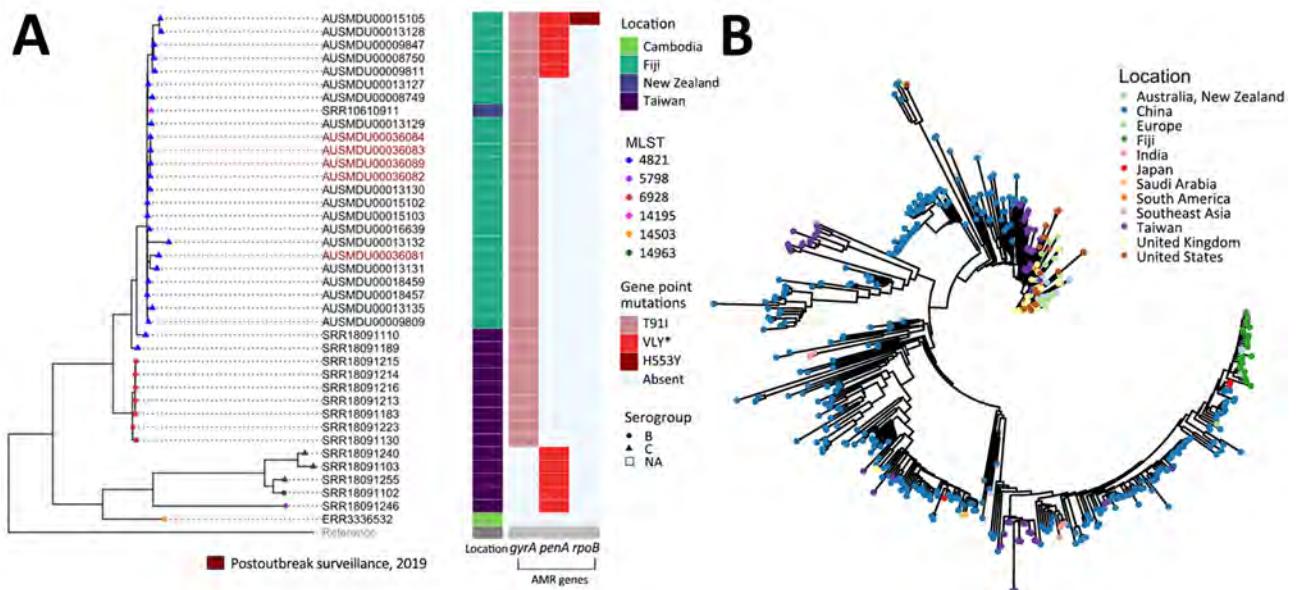 A
AUSMDU00015105
AUSMDU00013128
AUSMDU00009847
AUSMDU00008750
AUSMDU00009811
AUSMDU00013127
AUSMDU00008749
SRR10610911
AUSMDU00013129
AUSMDU00036084
AUSMDU00036083
AUSMDU00036089
AUSMDU00036082
AUSMDU00013130
AUSMDU00015102
AUSMDU00015103
AUSMDU00016639
AUSMDU00013132
AUSMDU00036081
AUSMDU00013131
AUSMDU00018459
AUSMDU00018457
AUSMDU00013135
AUSMDU00009809
SRR18091110
SRR18091189
SRR18091215
SRR18091214
SRR18091216
SRR18091213
SRR18091183
SRR18091223
SRR18091130
SRR18091240
SRR18091103
SRR18091255
SRR18091102
SRR18091246
ERR3336532
Reference
Postoutbreak surveillance, 2019
Location gyrA penA rpoB
AMR genes
Location
Cambodia
Fiji
New Zealand
Taiwan
MLST
4821
5798
6928
14195
14503
14963
Gene point
mutations
T91I
VLY*
H553Y
Absent
Serogroup
B
C
NA
B
Location
Australia, New Zealand
China
Europe
Fiji
India
Japan
Saudi Arabia
South America
Southeast Asia
Taiwan
United Kingdom
United States